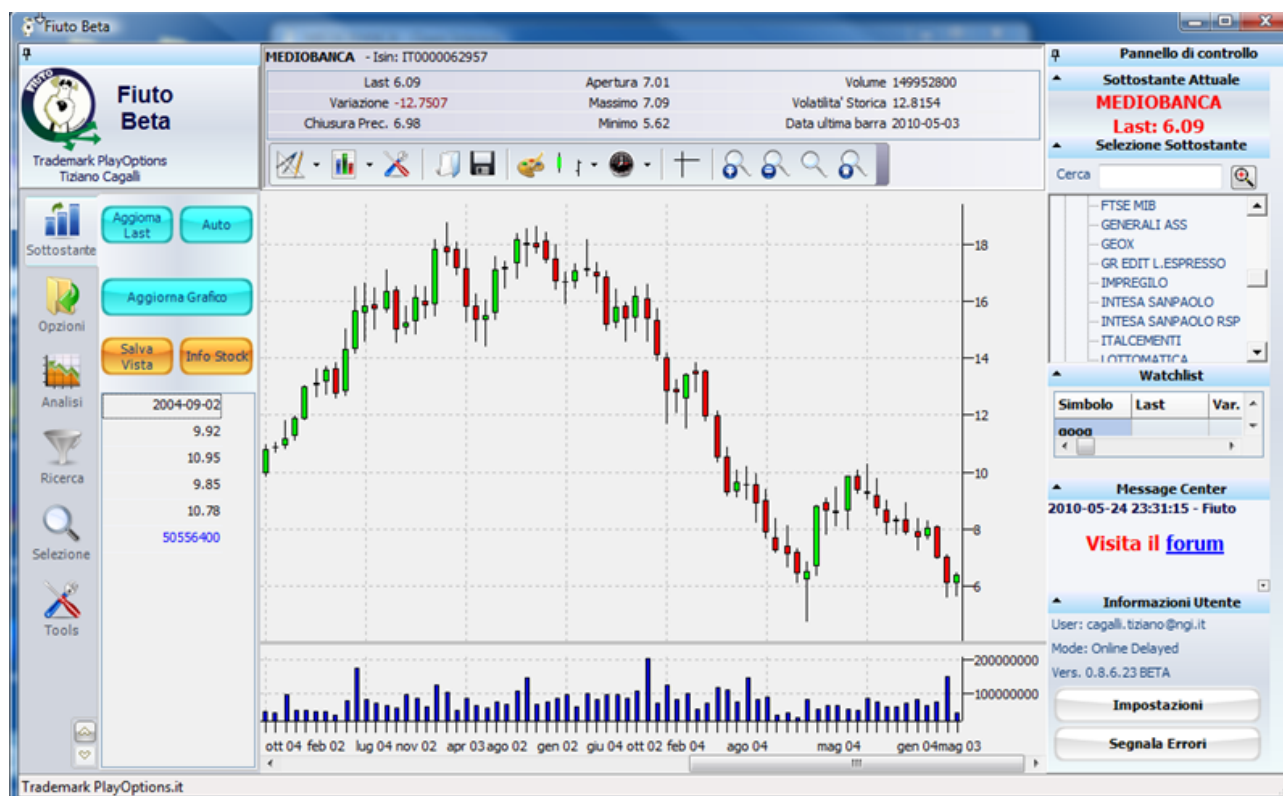 Fiuto Beta
FIUTO
Fiuto
Beta
Trademark PlayOptions
Tiziano Cagalli
MEDIOBANCA - Isin: IT0000062957
Last 6.09 Apertura 7.01 Volume 149952800
Variazione -12.7507 Massimo 7.09 Volatilita' Storica 12.8154
Chiusura Prec. 6.98 Minimo 5.62 Data ultima barra 2010-05-03
Sottostante
Opzioni
Analisi
Ricerca
Selezione
Tools
Aggiorna
Last
Auto
Aggiorna Grafico
Salva
Vista
Info Stock
2004-09-02
9.92
10.95
9.85
10.78
50556400
18
16
14
12
10
8
6
200000000
100000000
ott 04 feb 02 lug 04 nov 02 apr 03 ago 02 gen 02 giu 04 ott 02 feb 04 ago 04 mag 04 gen 04 mag 03
Pannello di controllo
Sottostante Attuale
MEDIOBANCA
Last: 6.09
Selezione Sottostante
Cerca
FTSE MIB
GENERALI ASS
GEOX
GR EDIT L.ESPRESSO
IMPREGILO
INTESA SANPAOLO
INTESA SANPAOLO RSP
ITALCEMENTI
LOTTOMATICA
Watchlist
Simbolo Last Var.
goog
Message Center
2010-05-24 23:31:15 - Fiuto
Visita il forum
Informazioni Utente
User: cagalli.tiziano@ngi.it
Mode: Online Delayed
Vers. 0.8.6.23 BETA
Impostazioni
Segnala Errori
Trademark PlayOptions.it